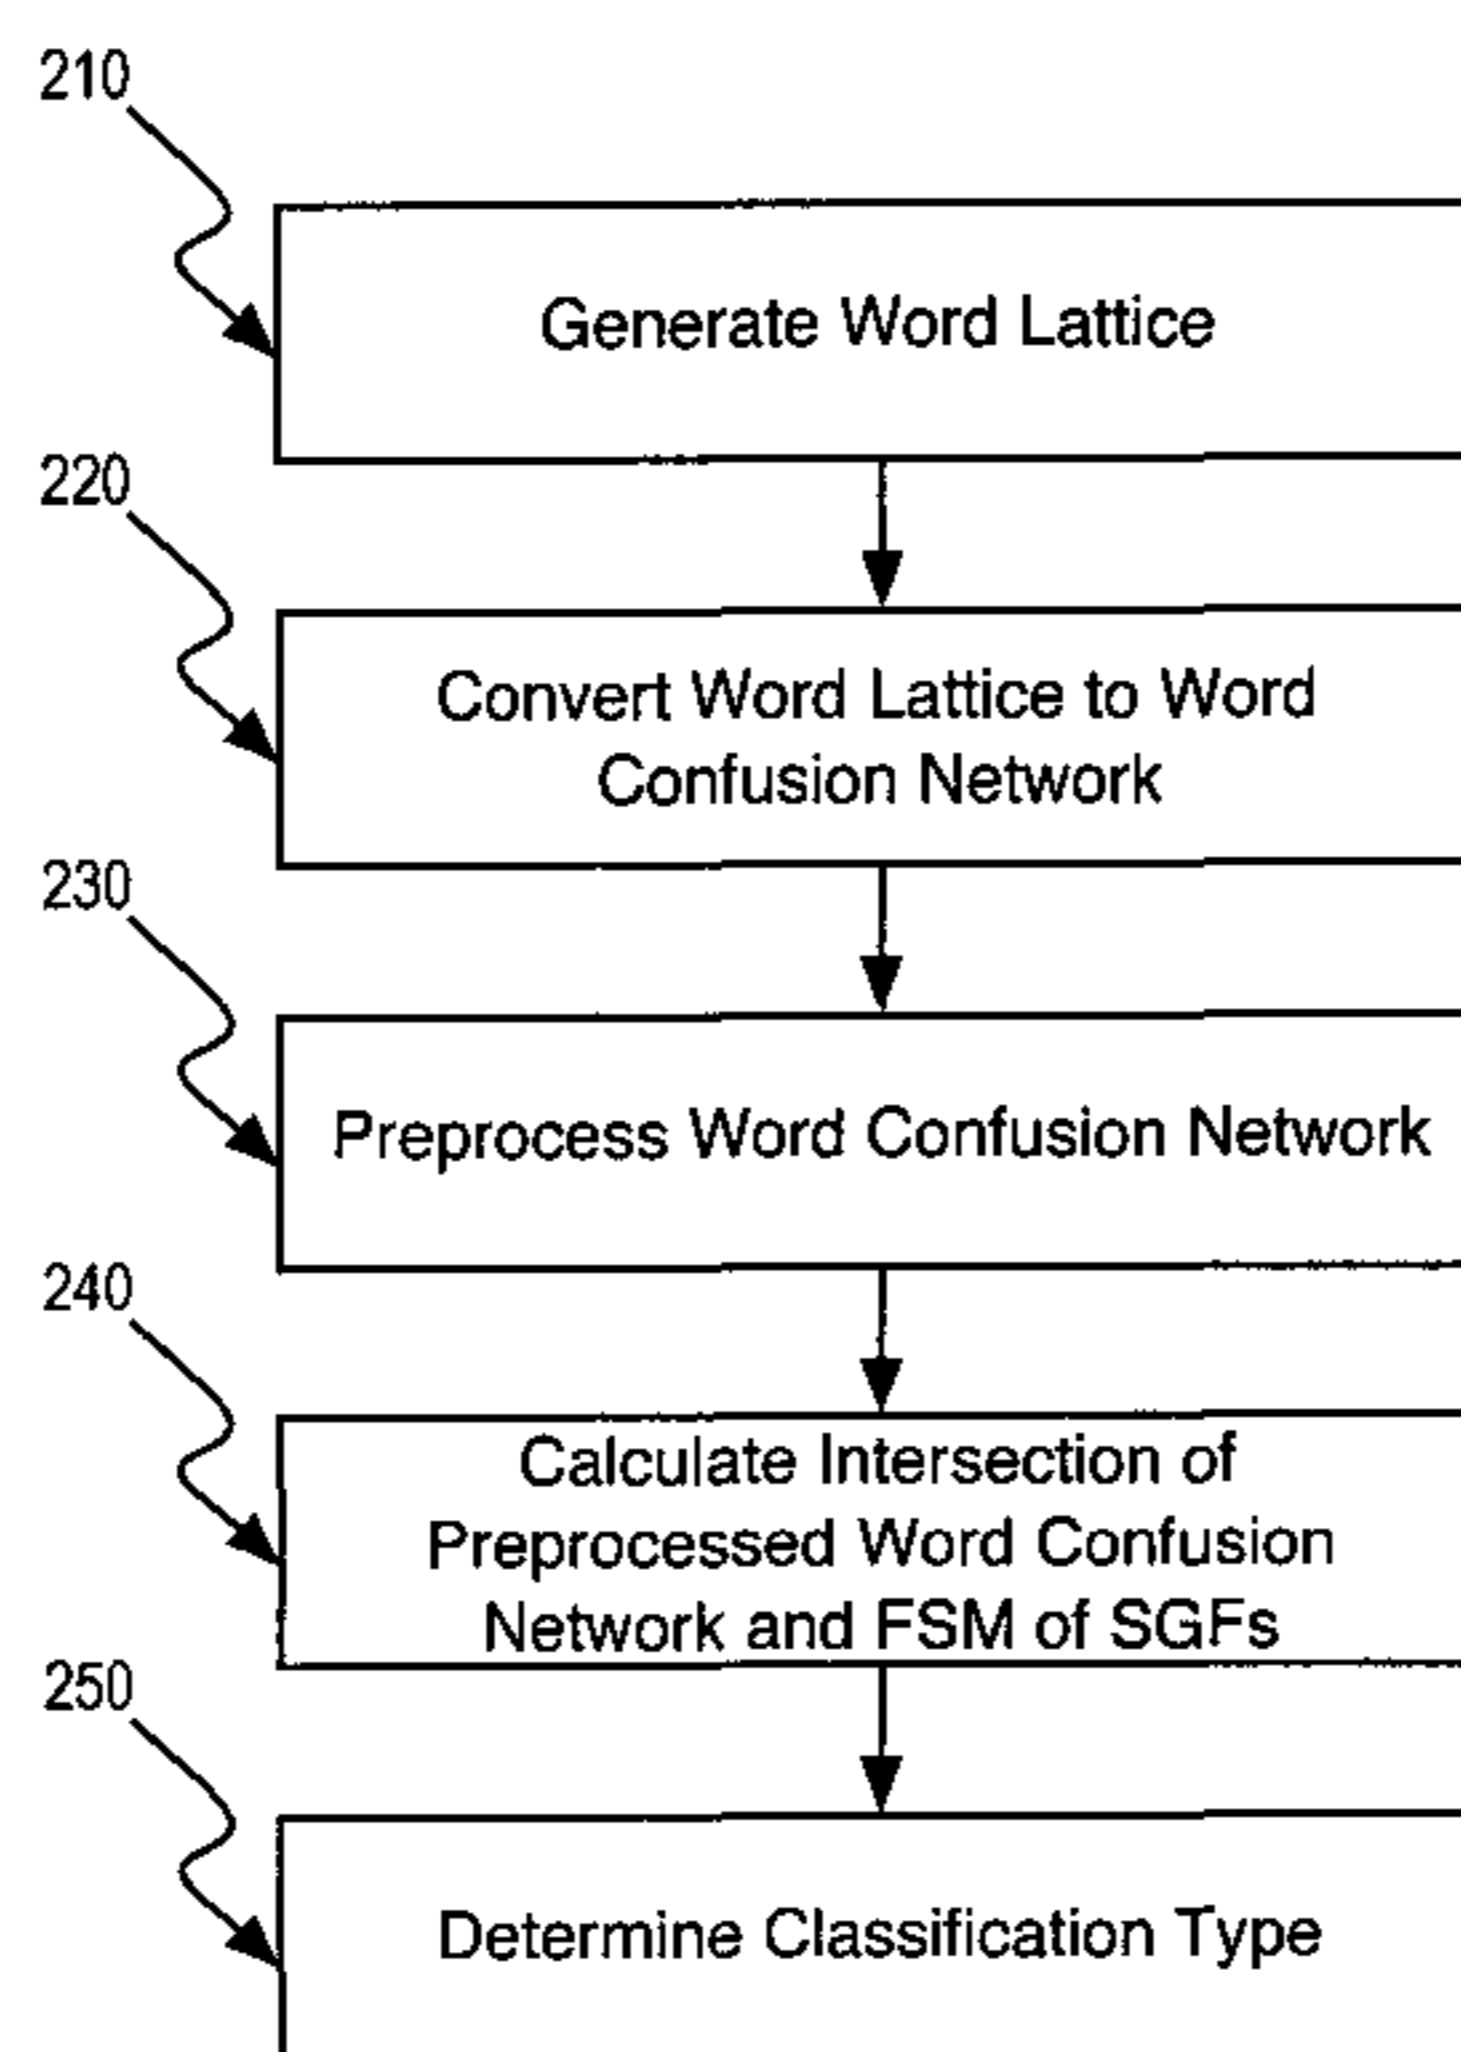 210
Generate Word Lattice
220
Convert Word Lattice to Word
Confusion Network
230
Preprocess Word Confusion Network
240
Calculate Intersection of
Preprocessed Word Confusion
Network and FSM of SGFs
250
Determine Classification Type